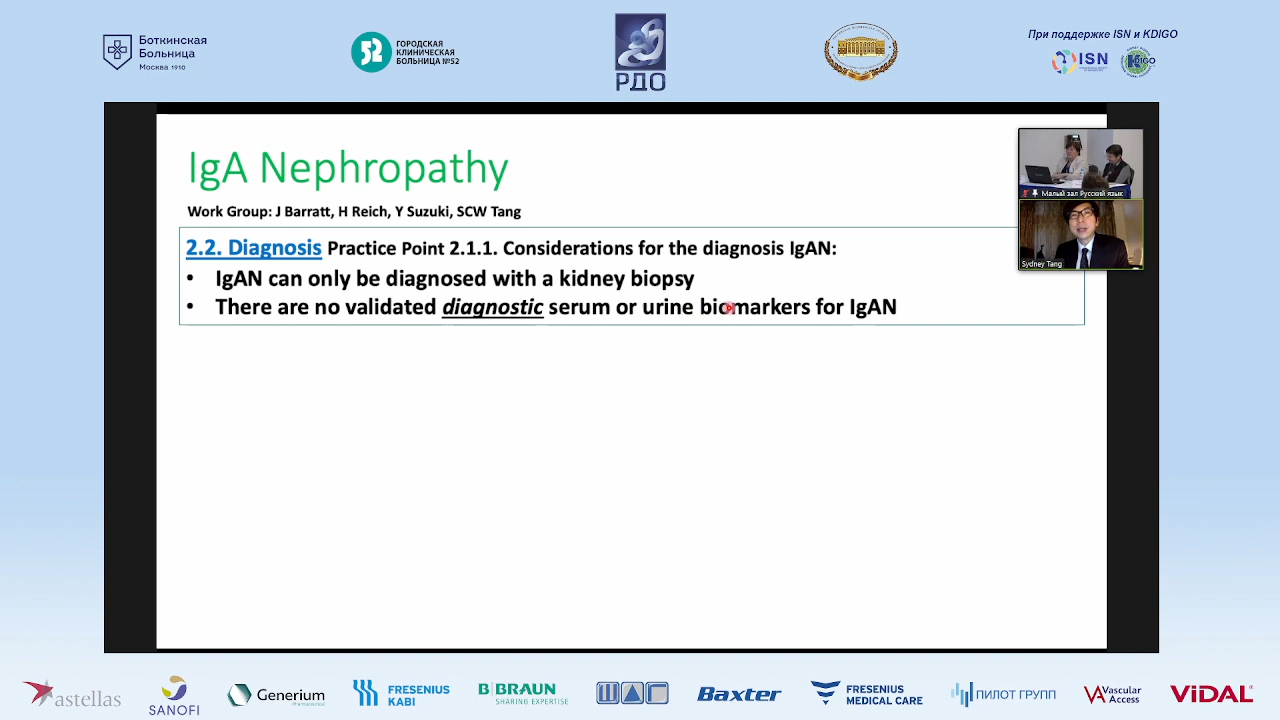 Боткинская
Больница
Москва 1910
52
ГОРОДСКАЯ
КЛИНИЧЕСКАЯ
БОЛЬНИЦА №52
РДО
При поддержке ISN и KDIGO
ISN
KDIGO
IgA Nephropathy
Work Group: J Barratt, H Reich, Y Suzuki, SCW Tang
2.2. Diagnosis Practice Point 2.1.1. Considerations for the diagnosis IgAN:
• IgAN can only be diagnosed with a kidney biopsy
• There are no validated diagnostic serum or urine biomarkers for IgAN
Малый зал Русский язык
Sydney Tang
astellas
SANOFI
Generium
Pharmaceutical
FRESENIUS
KABI
B BRAUN
SHARING EXPERTISE
ШАГ
Baxter
FRESENIUS
MEDICAL CARE
ПИЛОТ ГРУПП
VA Vascular
Access
ViDAL